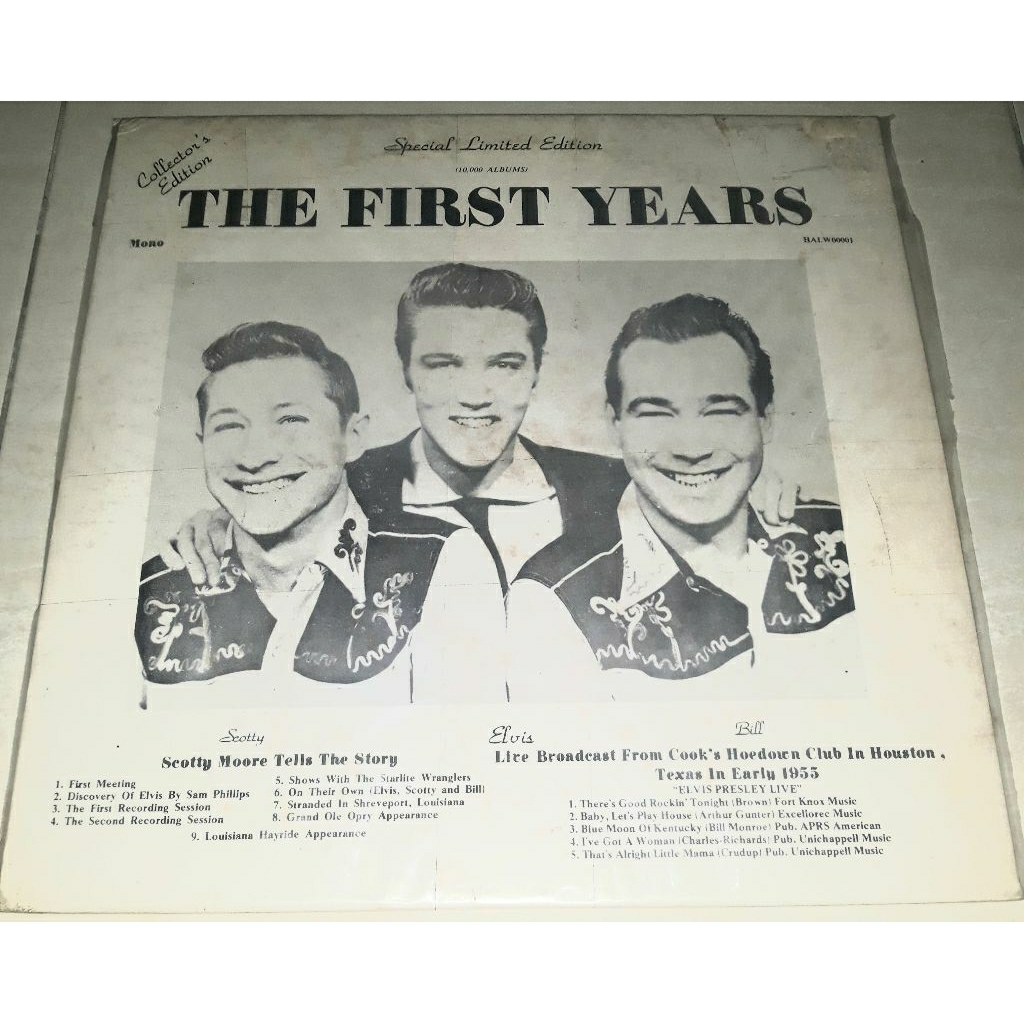 Collector's
Edition
Special Limited Edition
(10,000 ALBUMS)
THE FIRST YEARS
Mono
HALW00001
Scotty
Elvis
Bill
Scotty Moore Tells The Story
1. First Meeting
2. Discovery Of Elvis By Sam Phillips
3. The First Recording Session
4. The Second Recording Session
5. Shows With The Starlite Wranglers
6. On Their Own (Elvis, Scotty and Bill)
7. Stranded In Shreveport, Louisiana
8. Grand Ole Opry Appearance
9. Louisiana Hayride Appearance
Live Broadcast From Cook's Hoedown Club In Houston,
Texas In Early 1955
"ELVIS PRESLEY LIVE"
1. There's Good Rockin' Tonight (Brown) Fort Knox Music
2. Baby, Let's Play House (Arthur Gunter) Excellorec Music
3. Blue Moon Of Kentucky (Bill Monroe) Pub. APRS American
4. I've Got A Woman (Charles-Richards) Pub. Unichappell Music
5. That's Alright Little Mama (Crudup) Pub. Unichappell Music